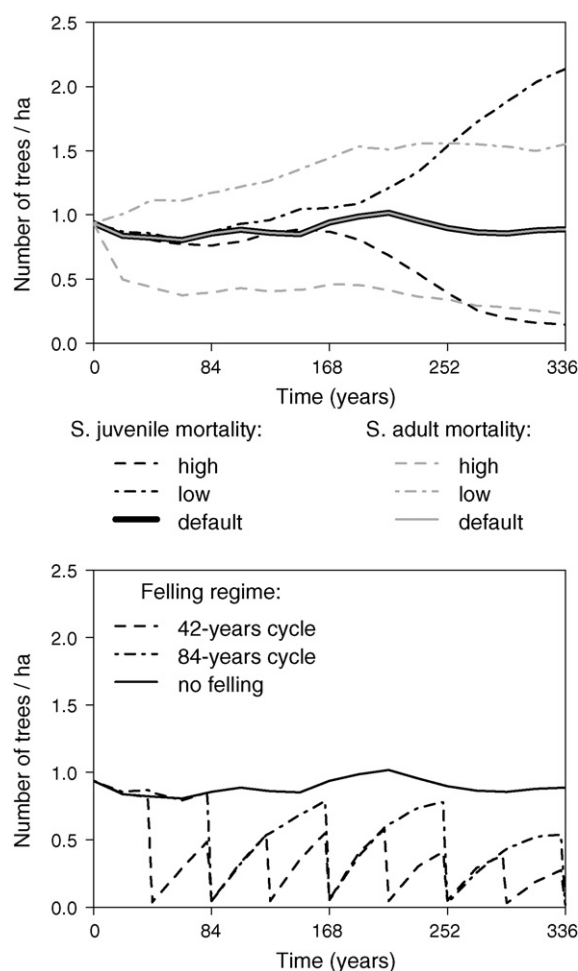 2.5
2.0
1.5
1.0
0.5
0.0
Number of trees / ha
0 84 168 252 336
Time (years)
S. juvenile mortality: S. adult mortality:
high high
low low
default default
2.5
2.0
1.5
1.0
0.5
0.0
Number of trees / ha
Felling regime:
42-years cycle
84-years cycle
no felling
0 84 168 252 336
Time (years)